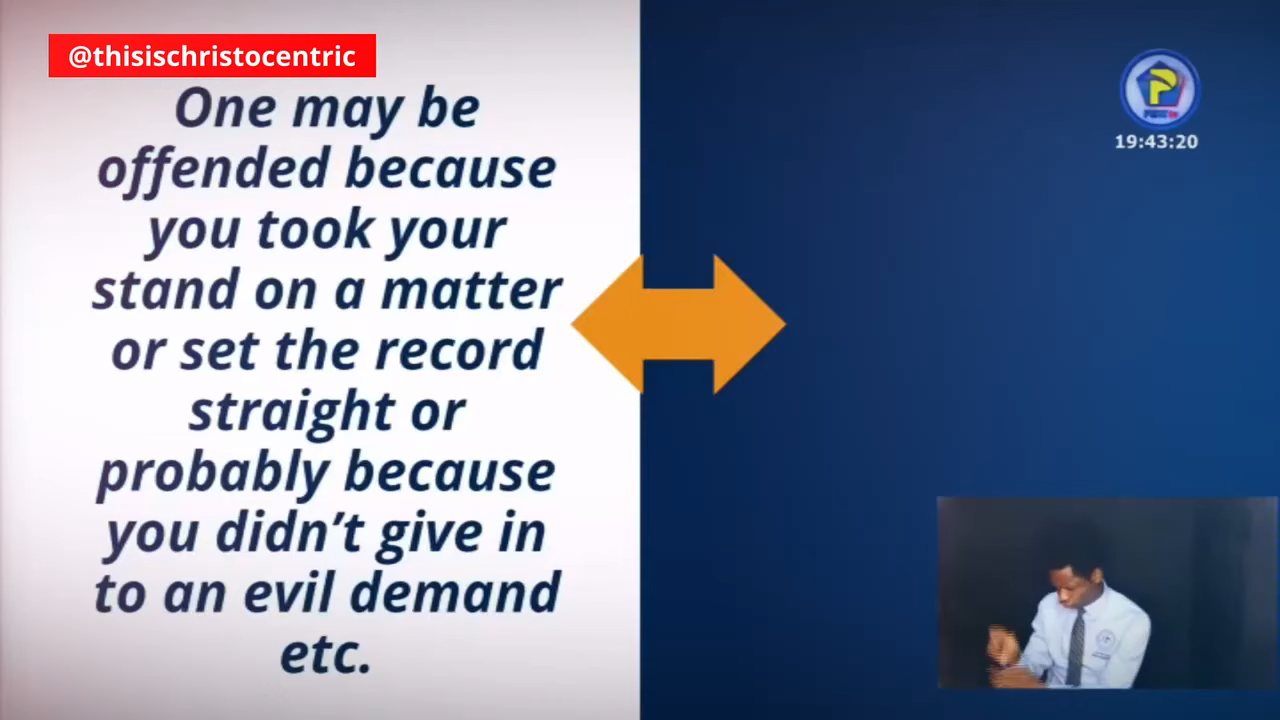 @thisischristocentric
One may be
offended because
you took your
stand on a matter
or set the record
straight or
probably because
you didn't give in
to an evil demand
etc.
P
19:43:20